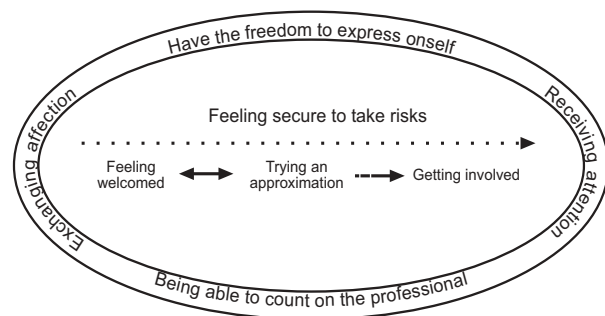 Have the freedom to express onself
Exchanging affection
Receiving attention
Feeling secure to take risks
Feeling
welcomed
Trying an
approximation
Getting involved
Being able to count on the professional